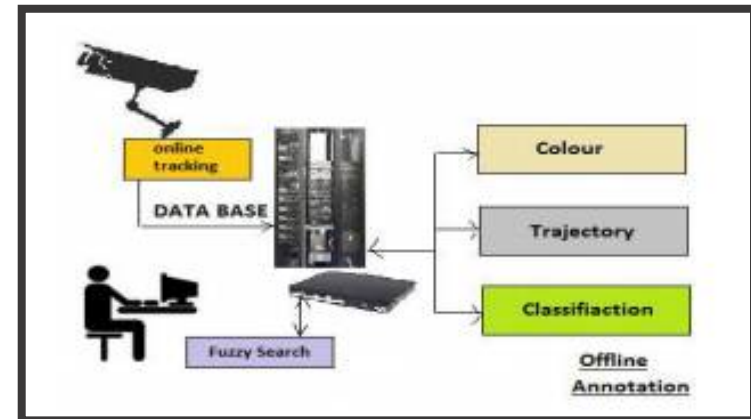 online
tracking
DATA BASE
Colour
Trajectory
Classifiaction
Fuzzy Search
Offline
Annotation